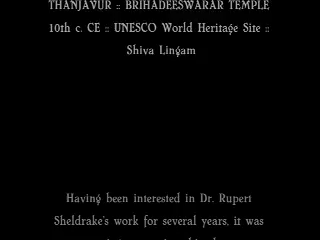 THANJAVUR :: BRIHADEESWARAR TEMPLE
10th c. CE :: UNESCO World Heritage Site ::
Shiva Lingam
Having been interested in Dr. Rupert
Sheldrake's work for several years, it was